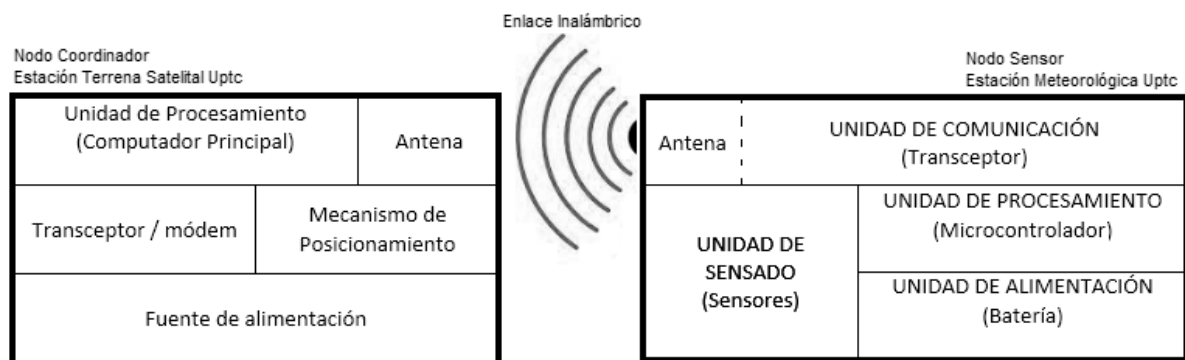 Enlace Inalámbrico
Nodo Coordinador
Estación Terrena Satelital Uptc
Unidad de Procesamiento
(Computador Principal)
Antena
Transceptor / módem
Mecanismo de
Posicionamiento
Fuente de alimentación
Nodo Sensor
Estación Meteorológica Uptc
Antena
UNIDAD DE COMUNICACIÓN
(Transceptor)
UNIDAD DE
SENSADO
(Sensores)
UNIDAD DE PROCESAMIENTO
(Microcontrolador)
UNIDAD DE ALIMENTACIÓN
(Batería)